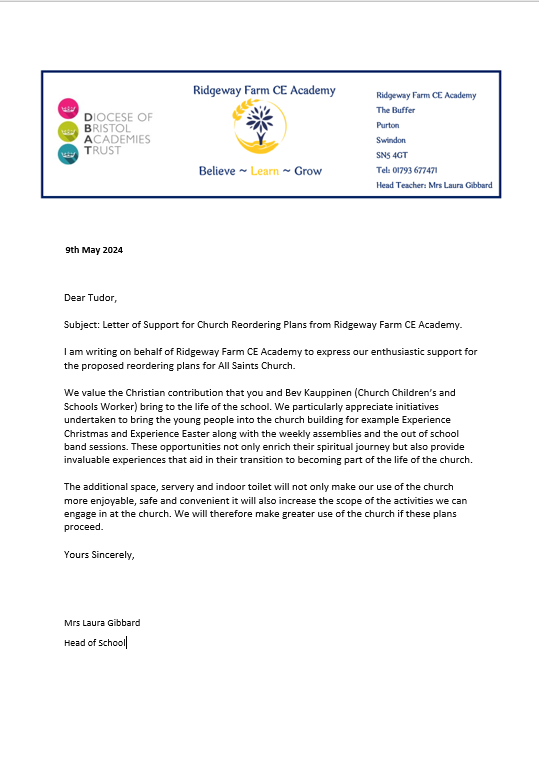 Ridgeway Farm CE Academy
DIOCESE OF
BRISTOL
ACADEMIES
TRUST
Believe ~ Learn ~ Grow
Ridgeway Farm CE Academy
The Buffer
Purton
Swindon
SN5 4GT
Tel: 01793 677471
Head Teacher: Mrs Laura Gibbard
9th May 2024
Dear Tudor,
Subject: Letter of Support for Church Reordering Plans from Ridgeway Farm CE Academy.
I am writing on behalf of Ridgeway Farm CE Academy to express our enthusiastic support for
the proposed reordering plans for All Saints Church.
We value the Christian contribution that you and Bev Kauppinen (Church Children's and
Schools Worker) bring to the life of the school. We particularly appreciate initiatives
undertaken to bring the young people into the church building for example Experience
Christmas and Experience Easter along with the weekly assemblies and the out of school
band sessions. These opportunities not only enrich their spiritual journey but also provide
invaluable experiences that aid in their transition to becoming part of the life of the church.
The additional space, servery and indoor toilet will not only make our use of the church
more enjoyable, safe and convenient it will also increase the scope of the activities we can
engage in at the church. We will therefore make greater use of the church if these plans
proceed.
Yours Sincerely,
Mrs Laura Gibbard
Head of School